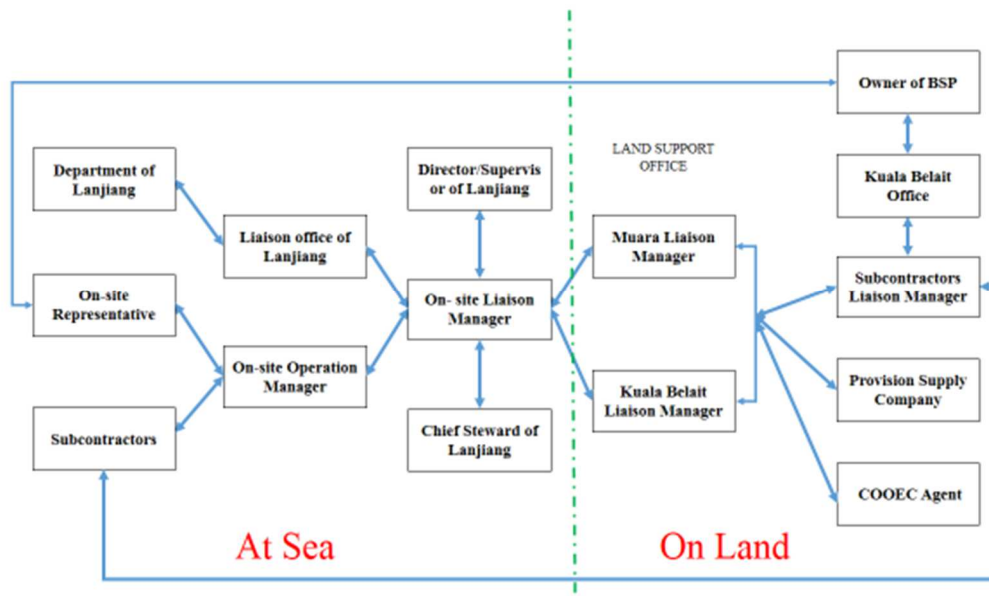 Owner of BSP
LAND SUPPORT
OFFICE
Department of
Lanjiang
Director/Supervis
or of Lanjiang
Kuala Belait
Office
Liaison office of
Lanjiang
Muara Liaison
Manager
On-site
Representative
On- site Liaison
Manager
Subcontractors
Liaison Manager
On-site Operation
Manager
Kuala Belait
Liaison Manager
Provision Supply
Company
Subcontractors
Chief Steward of
Lanjiang
COOEC Agent
At Sea
On Land